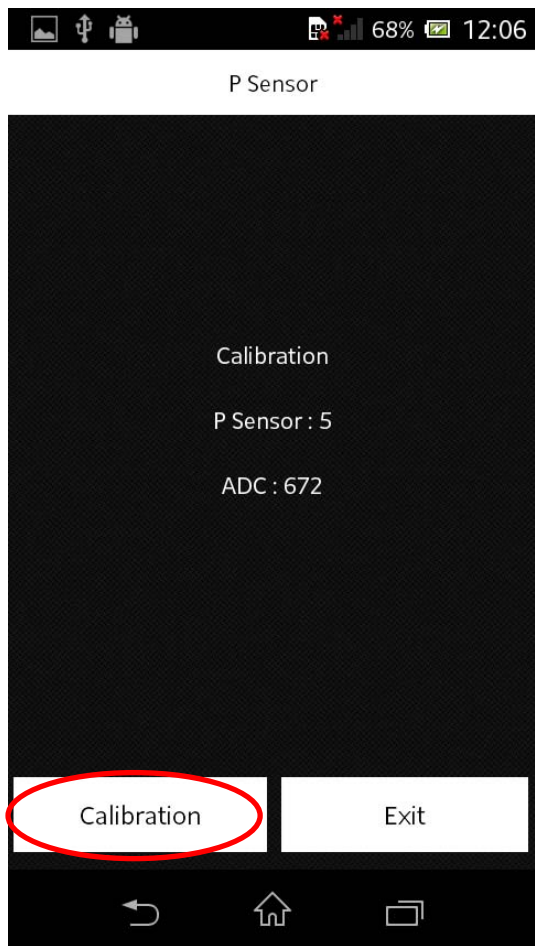 68% 12:06
P Sensor
Calibration
P Sensor : 5
ADC : 672
Calibration Exit